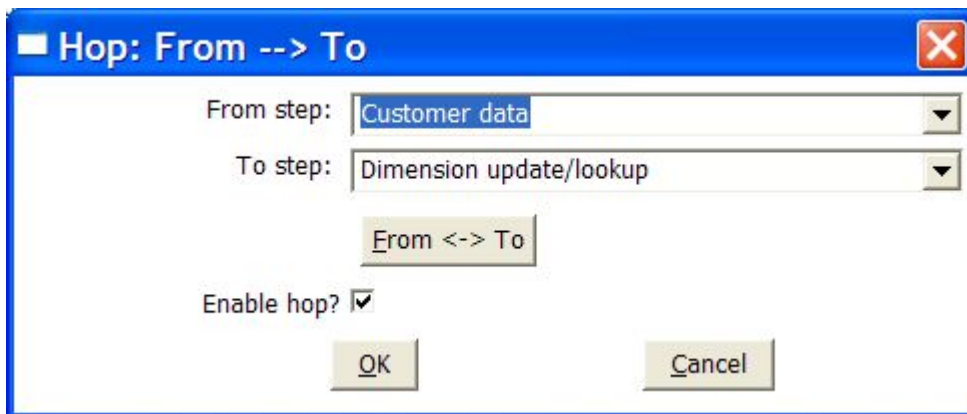 Hop: From --> To
From step: Customer data
To step: Dimension update/lookup
From <-> To
Enable hop?
OK Cancel